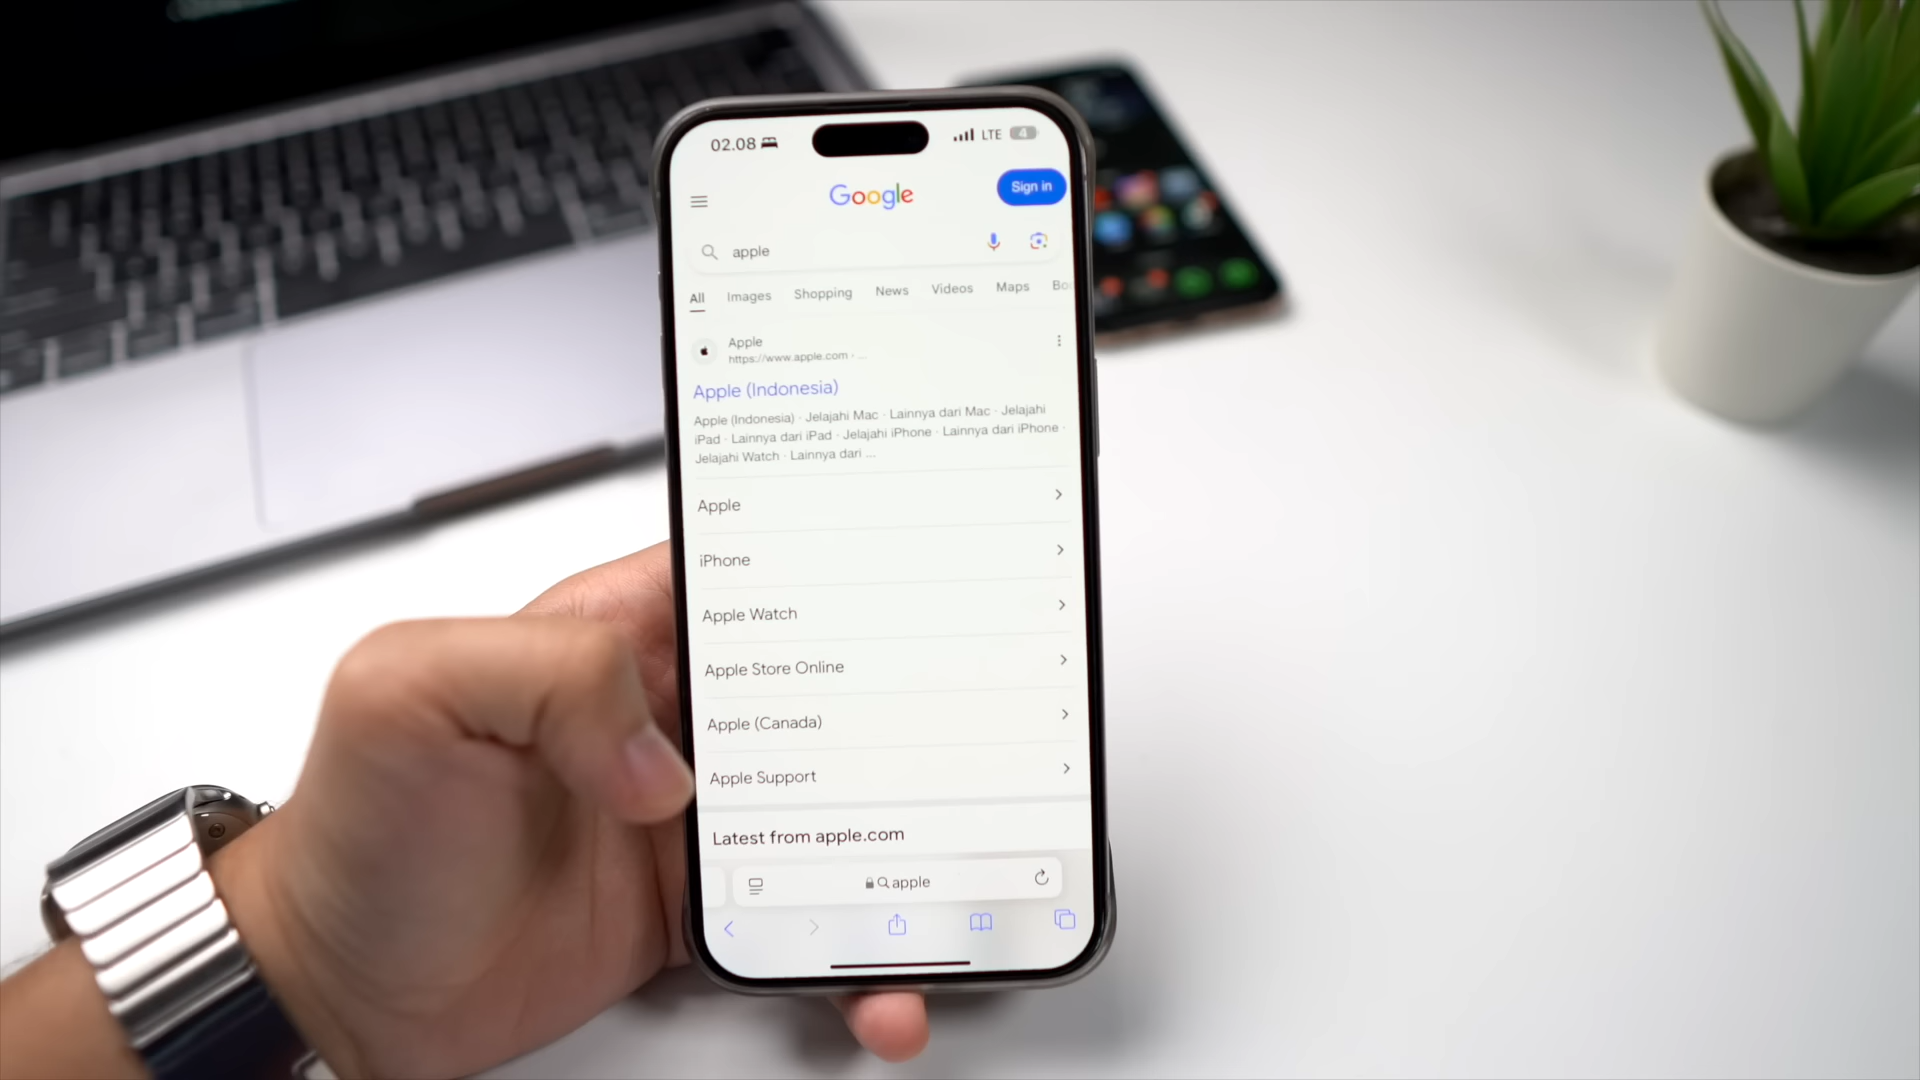 02.08
LTE 4
Google
Sign in
apple
All Images Shopping News Videos Maps Bo
Apple
https://www.apple.com · ...
Apple (Indonesia)
Apple (Indonesia) · Jelajahi Mac · Lainnya dari Mac · Jelajahi
iPad · Lainnya dari iPad · Jelajahi iPhone · Lainnya dari iPhone ·
Jelajahi Watch · Lainnya dari ...
Apple
iPhone
Apple Watch
Apple Store Online
Apple (Canada)
Apple Support
Latest from apple.com
apple